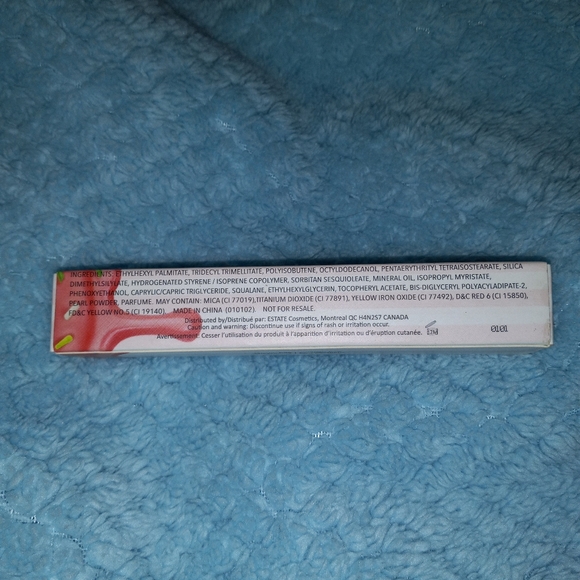 INGREDIENTS, ETHYLHEXYL PALMITATE, TRIDECYL TRIMELLITATE, POLYISOBUTENE, OCTYLDODECANOL, PENTAERYTHRITYL TETRAISOSTEARATE, SILICA
DIMETHYLSILYLATE, HYDROGENATED STYRENE / ISOPRENE COPOLYMER, SORBITAN SESQUIOLEATE, MINERAL OIL, ISOPROPYL MYRISTATE,
PHENOXYETHANOL, CAPRYLIC/CAPRIC TRIGLYCERIDE, SQUALANE, ETHYLHEXYLGLYCERIN, TOCOPHERYL ACETATE, BIS-DIGLYCERYL POLYACYLADIPATE-2,
PEARL POWDER, PARFUME. MAY CONTAIN: MICA (CI 77019),TITANIUM DIOXIDE (CI 77891), YELLOW IRON OXIDE (CI 77492), D&C RED 6 (CI 15850),
FD&C YELLOW NO.5 (CI 19140). MADE IN CHINA (010102) NOT FOR RESALE.
Distributed by/Distribué par: ESTATE Cosmetics, Montreal QC H4N2S7 CANADA
Caution and warning: Discontinue use if signs of rash or irritation occur.
Avertissement: Cesser l'utilisation du produit à l'apparition d'irritation ou d'éruption cutanée.